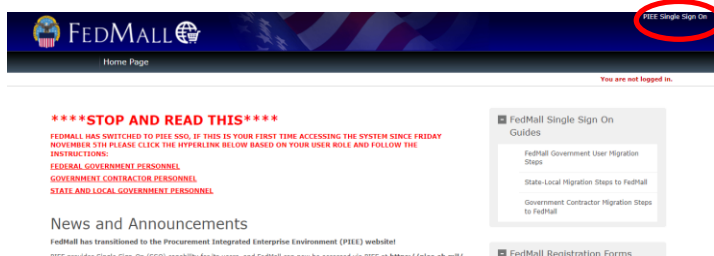 PIEE Single Sign On
FEDMALL
Home Page
You are not logged in.
****STOP AND READ THIS****
FEDMALL HAS SWITCHED TO PIEE SSO, IF THIS IS YOUR FIRST TIME ACCESSING THE SYSTEM SINCE FRIDAY
NOVEMBER 5TH PLEASE CLICK THE HYPERLINK BELOW BASED ON YOUR USER ROLE AND FOLLOW THE
INSTRUCTIONS:
FEDERAL GOVERNMENT PERSONNEL
GOVERNMENT CONTRACTOR PERSONNEL
STATE AND LOCAL GOVERNMENT PERSONNEL
News and Announcements
FedMall has transitioned to the Procurement Integrated Enterprise Environment (PIEE) website!
FedMall Single Sign On
Guides
FedMall Government User Migration
Steps
State-Local Migration Steps to FedMall
Government Contractor Migration Steps
to FedMall
FedMall Registration Forms